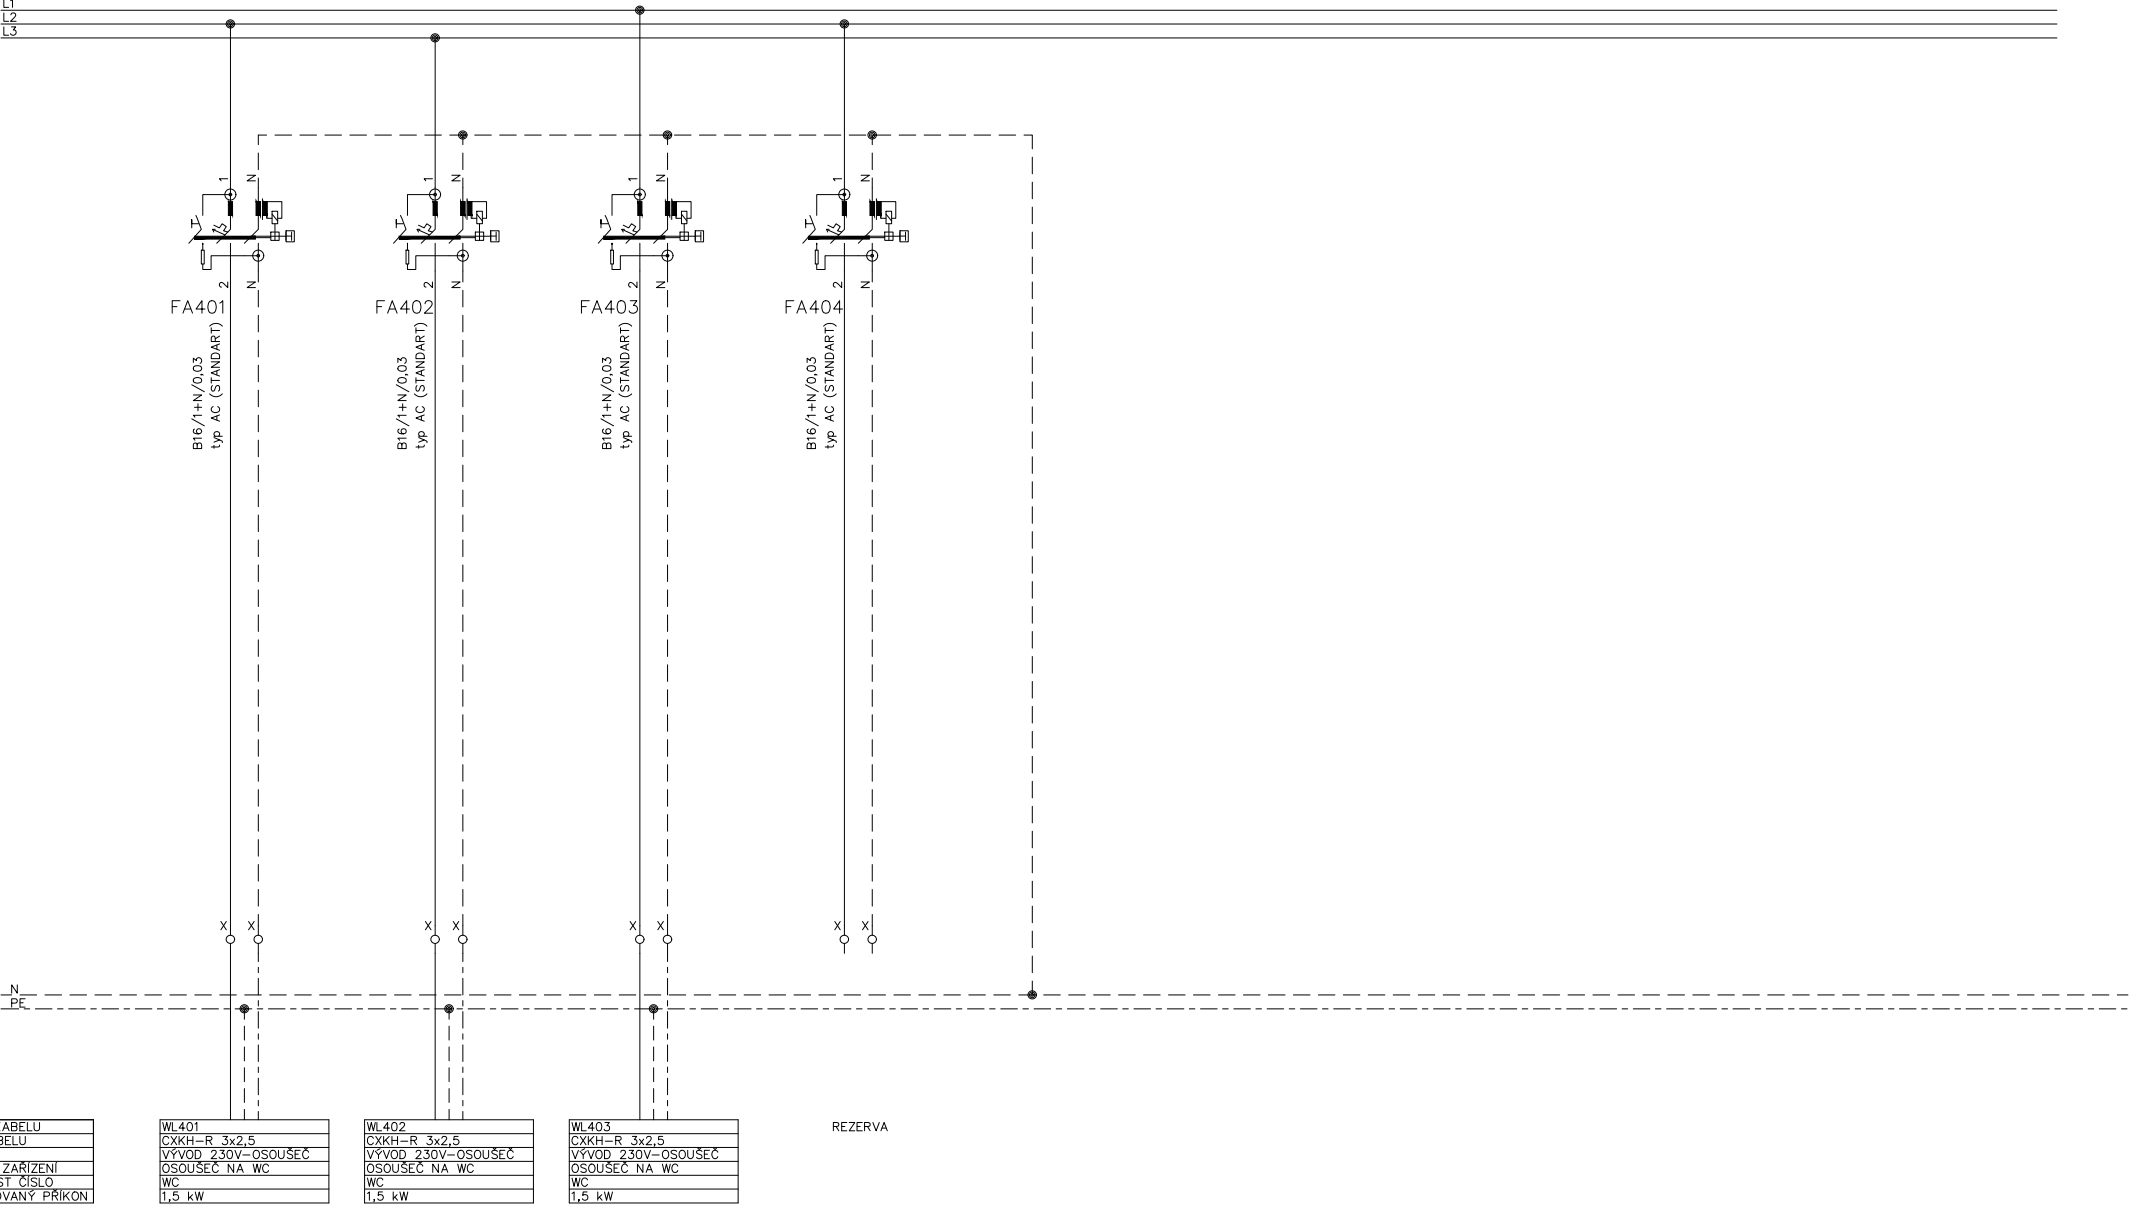 L1
L2
L3
1 N
1 N
1 N
1 N
2 N
2 N
2 N
2 N
FA401
FA402
FA403
FA404
B16/1+N/0,03
typ AC (STANDART)
B16/1+N/0,03
typ AC (STANDART)
B16/1+N/0,03
typ AC (STANDART)
B16/1+N/0,03
typ AC (STANDART)
X X
X X
X X
X X
N
PE
ABELU
BELU
ZAŘÍZENÍ
ST ČÍSLO
OVANÝ PŘÍKON
WL401
CXKH-R 3x2,5
VÝVOD 230V-OSOUŠEČ
OSOUŠEČ NA WC
WC
1,5 kW
WL402
CXKH-R 3x2,5
VÝVOD 230V-OSOUŠEČ
OSOUŠEČ NA WC
WC
1,5 kW
WL403
CXKH-R 3x2,5
VÝVOD 230V-OSOUŠEČ
OSOUŠEČ NA WC
WC
1,5 kW
REZERVA